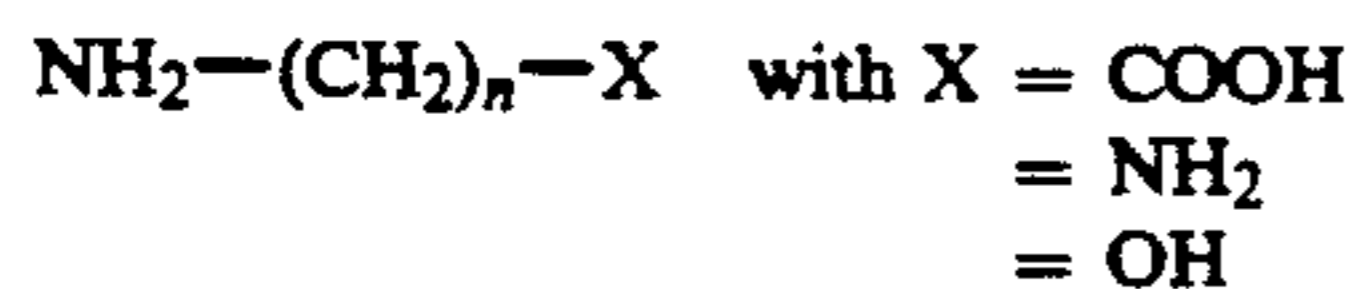 NH₂—(CH₂)ₙ—X with X = COOH
= NH₂
= OH